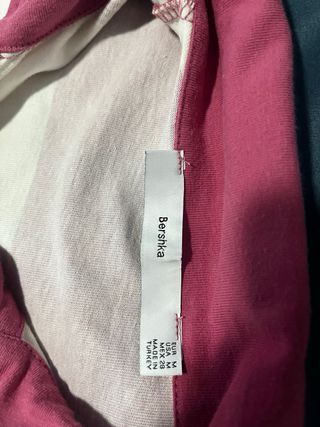 Bershka
EUR M
USA M
MEX 28
MADE IN
TURKEY